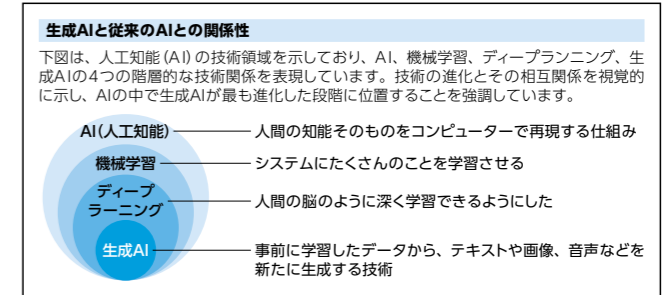 生成AIと従来のAIとの関係性
下図は、人工知能（AI）の技術領域を示しており、AI、機械学習、ディープランニング、生
成AIの4つの階層的な技術関係を表現しています。技術の進化とその相互関係を視覚的
に示し、AIの中で生成AIが最も進化した段階に位置することを強調しています。
AI（人工知能） 人間の知能そのものをコンピューターで再現する仕組み
機械学習 システムにたくさんのことを学習させる
ディープ
ラーニング 人間の脳のように深く学習できるようにした
生成AI 事前に学習したデータから、テキストや画像、音声などを
新たに生成する技術